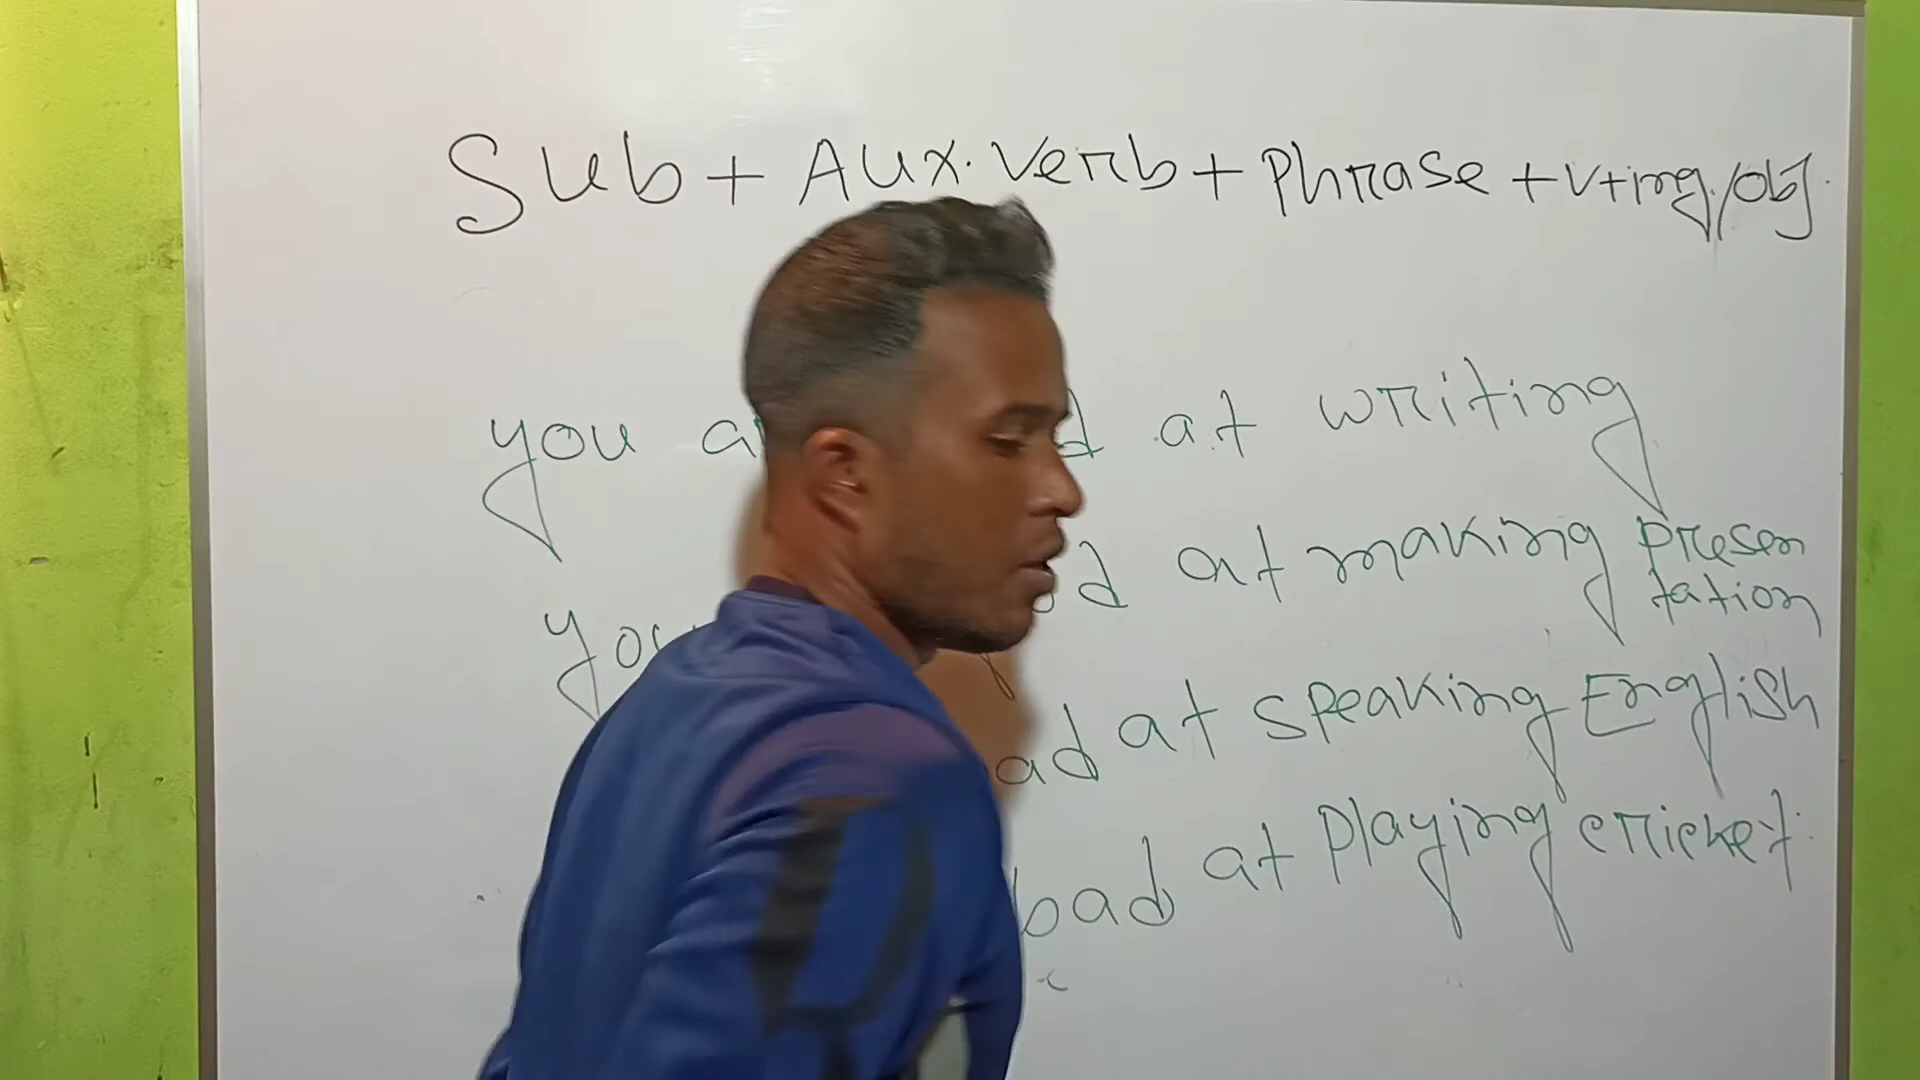 Sub + Aux. verb + Phrase + v+ing./obj.
you at writing
at making presen
tation
at speaking English
bad at playing cricket.